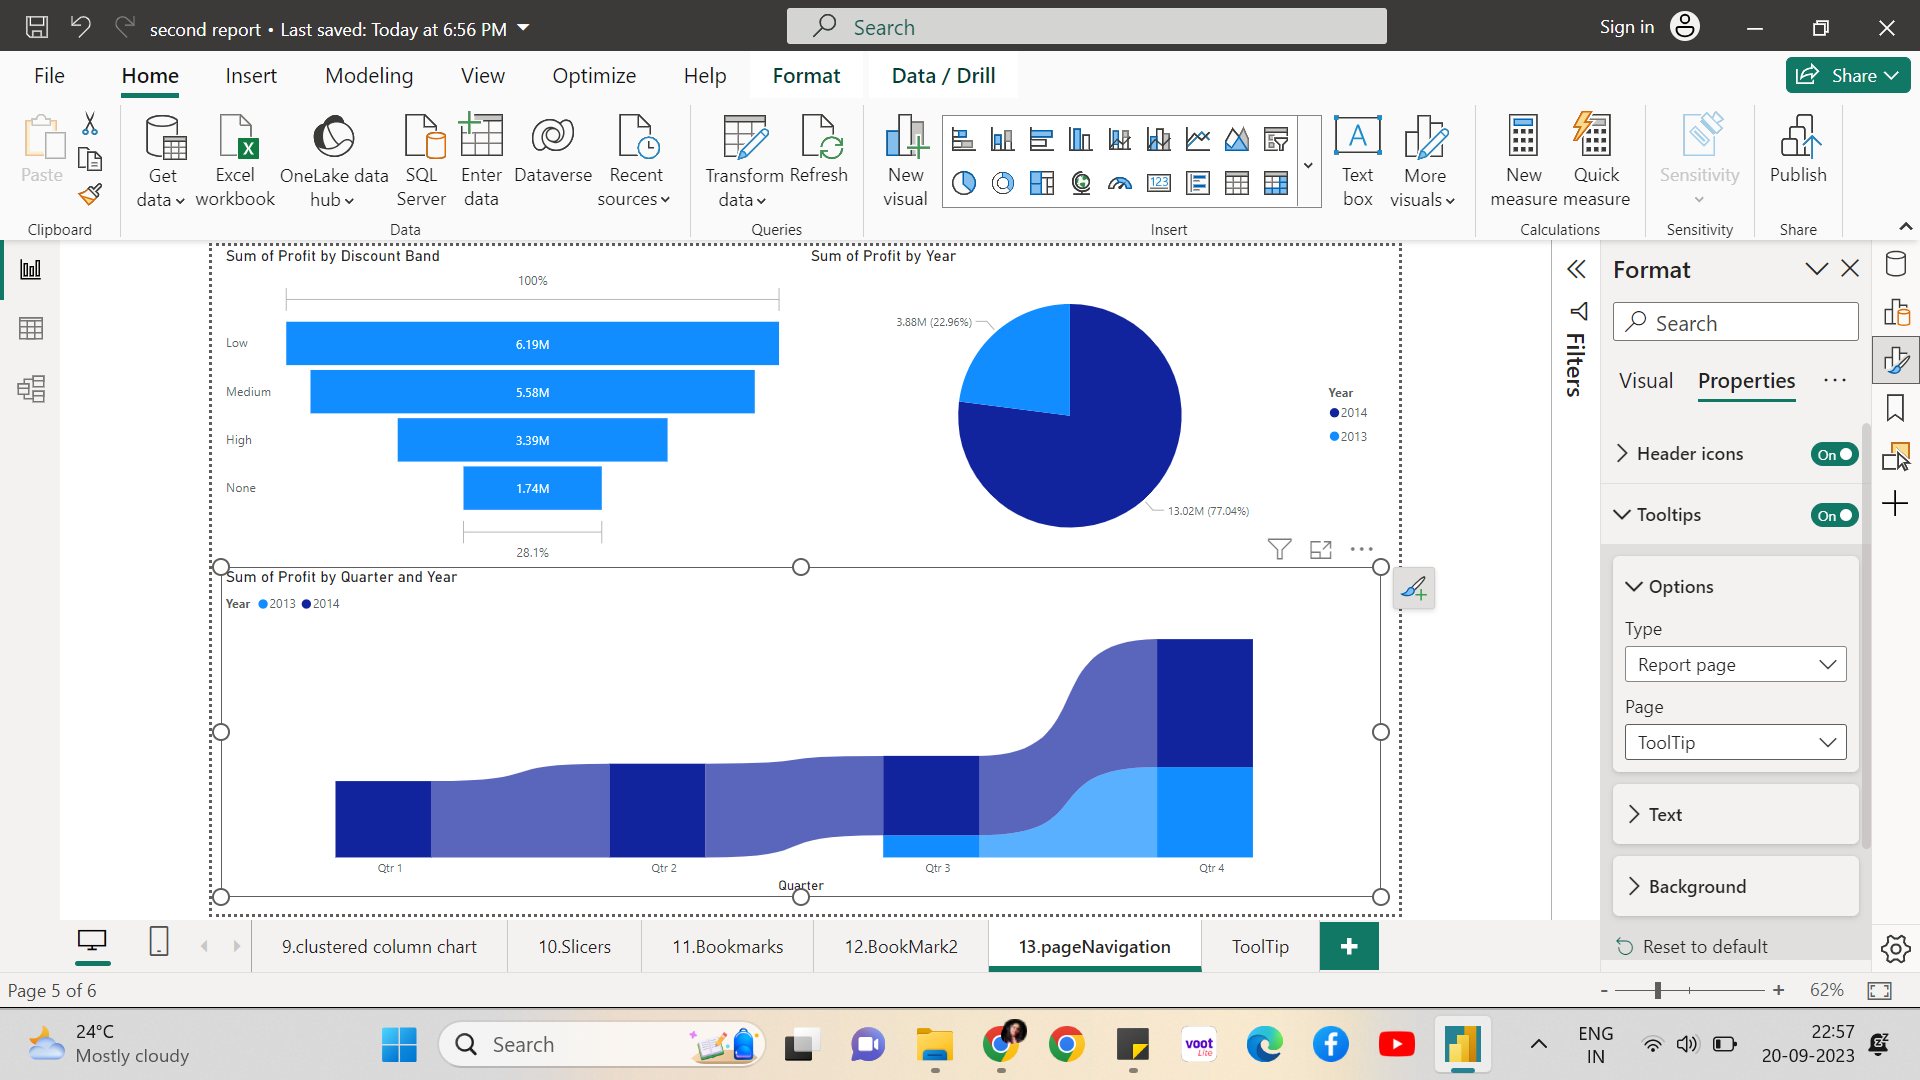 second report • Last saved: Today at 6:56 PM
Search
Sign in
File Home Insert Modeling View Optimize Help Format Data / Drill
Share
Paste
Get data
Excel workbook
OneLake data hub
SQL Server
Enter data
Dataverse
Recent sources
Transform data
Refresh
New visual
123
A
Text box
More visuals
New measure
Quick measure
Sensitivity
Publish
Clipboard Data Queries Insert Calculations Sensitivity Share
Sum of Profit by Discount Band
100%
Low 6.19M
Medium 5.58M
High 3.39M
None 1.74M
28.1%
Sum of Profit by Year
3.88M (22.96%)
13.02M (77.04%)
Year
2014
2013
Sum of Profit by Quarter and Year
Year 2013 2014
Qtr 1 Qtr 2 Qtr 3 Qtr 4
Quarter
Filters
Format
Search
Visual Properties
Header icons On
Tooltips On
Options
Type
Report page
Page
ToolTip
Text
Background
Reset to default
9.clustered column chart 10.Slicers 11.Bookmarks 12.BookMark2 13.pageNavigation ToolTip
Page 5 of 6
- + 62%
24°C
Mostly cloudy
Search
voot
Lite
ENG
IN
22:57
20-09-2023